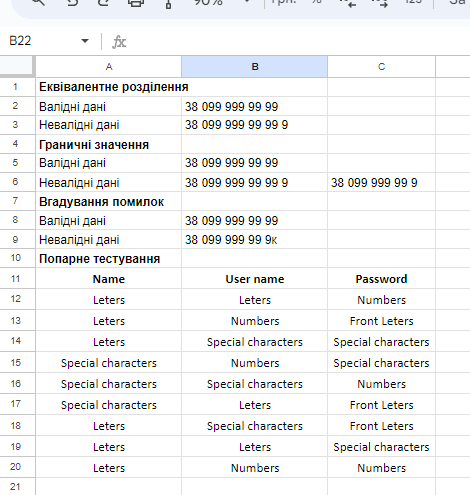 90% грн. % 123 За
B22 fx
A B C
1 Еквівалентне розділення
2 Валідні дані 38 099 999 99 99
3 Невалідні дані 38 099 999 99 99 9
4 Граничні значення
5 Валідні дані 38 099 999 99 99
6 Невалідні дані 38 099 999 99 99 9 38 099 999 99 9
7 Вгадування помилок
8 Валідні дані 38 099 999 99 99
9 Невалідні дані 38 099 999 99 9к
10 Попарне тестування
11 Name User name Password
12 Leters Leters Numbers
13 Leters Numbers Front Leters
14 Leters Special characters Special characters
15 Special characters Numbers Special characters
16 Special characters Special characters Numbers
17 Special characters Leters Front Leters
18 Leters Special characters Front Leters
19 Leters Leters Special characters
20 Leters Numbers Numbers
21